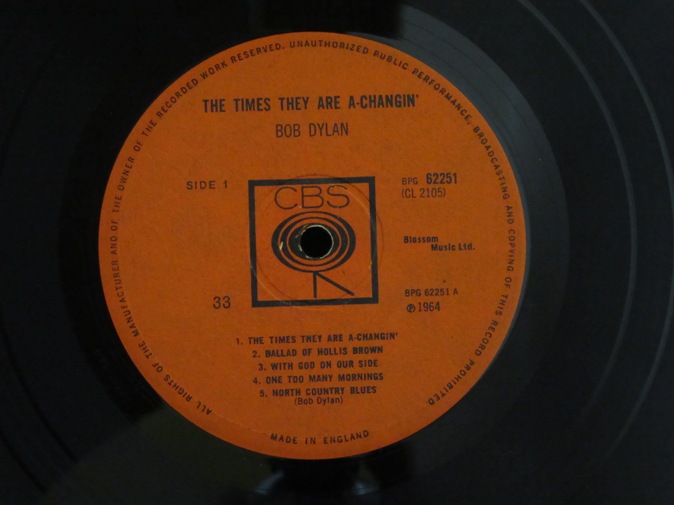 ALL RIGHTS OF THE MANUFACTURER AND OF THE OWNER OF THE RECORDED WORK RESERVED. UNAUTHORIZED PUBLIC PERFORMANCE, BROADCASTING AND COPYING OF THIS RECORD PROHIBITED.
THE TIMES THEY ARE A-CHANGIN'
BOB DYLAN
SIDE 1
CBS
BPG 62251
(CL 2105)
Blossom
Music Ltd.
33
BPG 62251 A
℗ 1964
1. THE TIMES THEY ARE A-CHANGIN'
2. BALLAD OF HOLLIS BROWN
3. WITH GOD ON OUR SIDE
4. ONE TOO MANY MORNINGS
5. NORTH COUNTRY BLUES
(Bob Dylan)
MADE IN ENGLAND